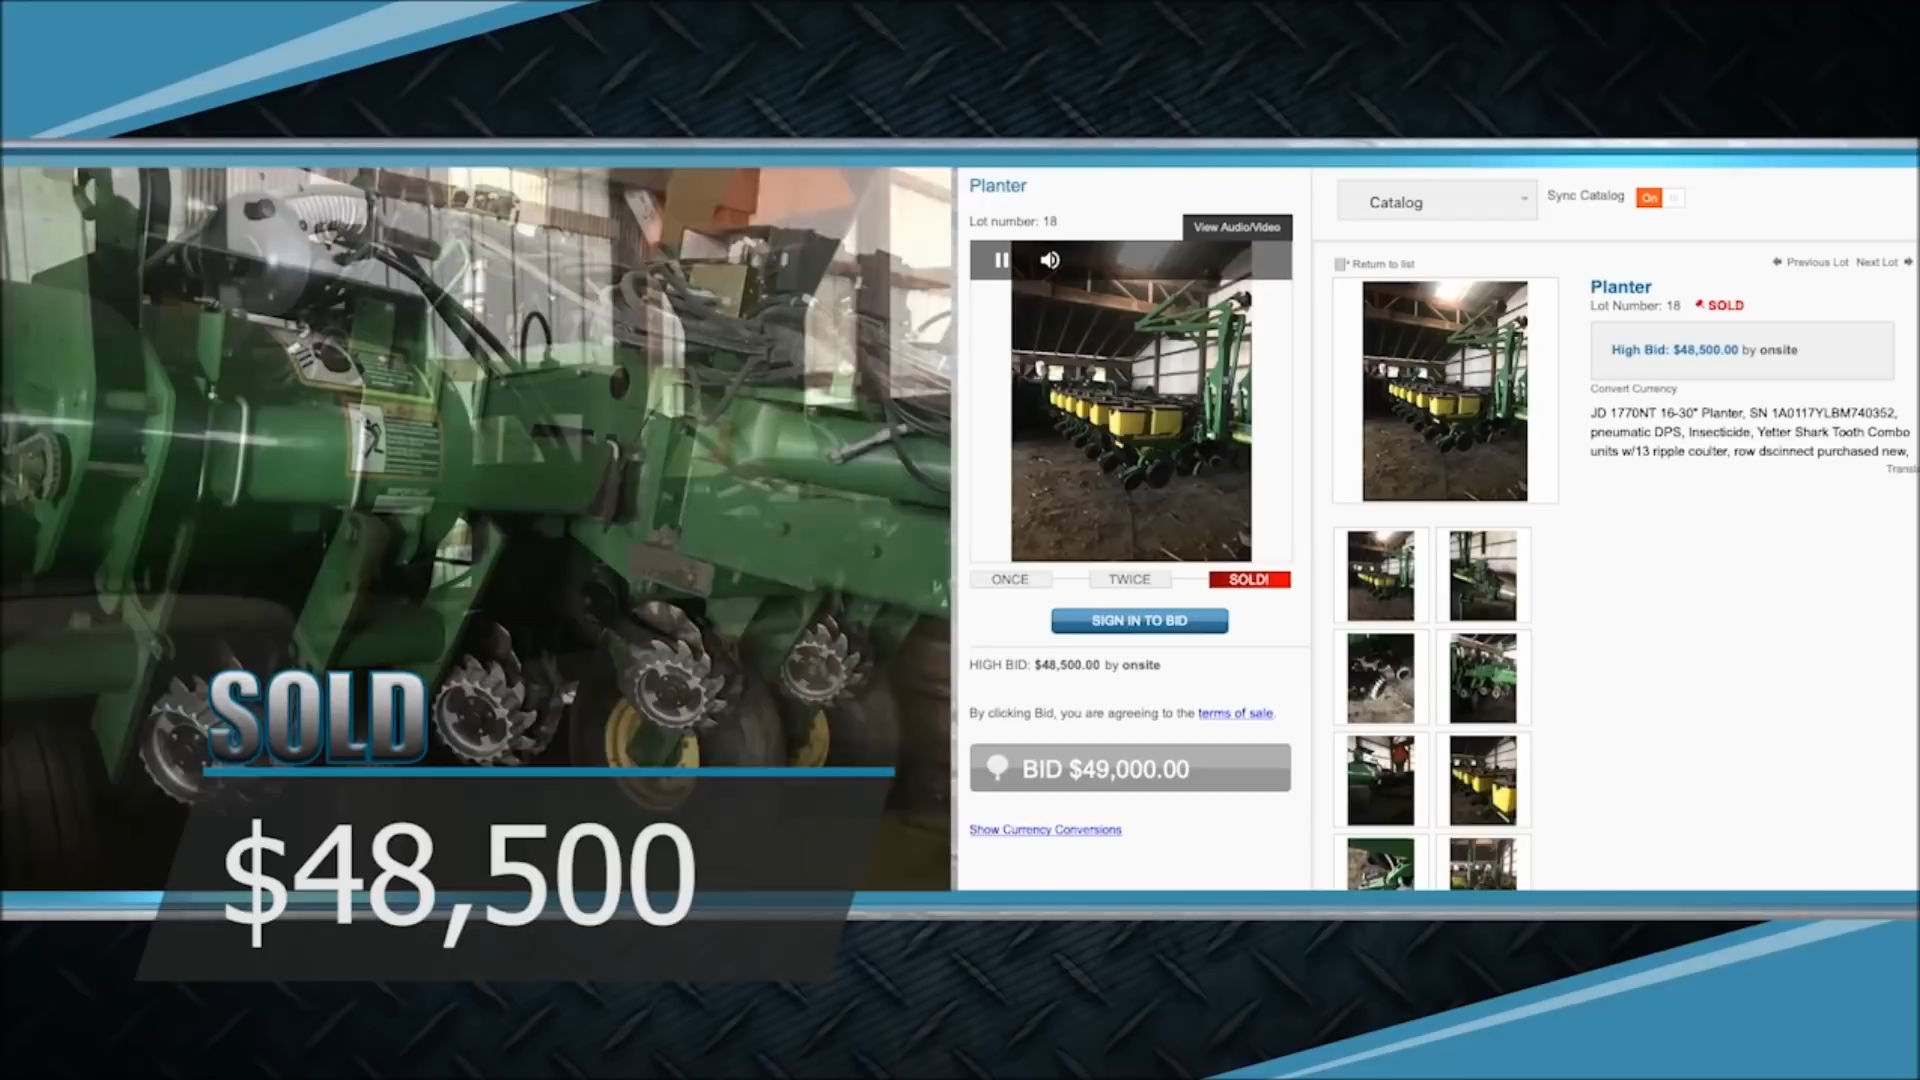 Planter
Lot number: 18
View Audio/Video
ONCE
TWICE
SOLD!
SIGN IN TO BID
HIGH BID: $48,500.00 by onsite
By clicking Bid, you are agreeing to the terms of sale.
BID $49,000.00
Show Currency Conversions
Catalog
Sync Catalog
On
Return to list
Previous Lot Next Lot
Planter
Lot Number: 18
SOLD
High Bid: $48,500.00 by onsite
Convert Currency
JD 1770NT 16-30" Planter, SN 1A0117YLBM740352,
pneumatic DPS, Insecticide, Yetter Shark Tooth Combo
units w/13 ripple coulter, row dscinnect purchased new,
SOLD
$48,500